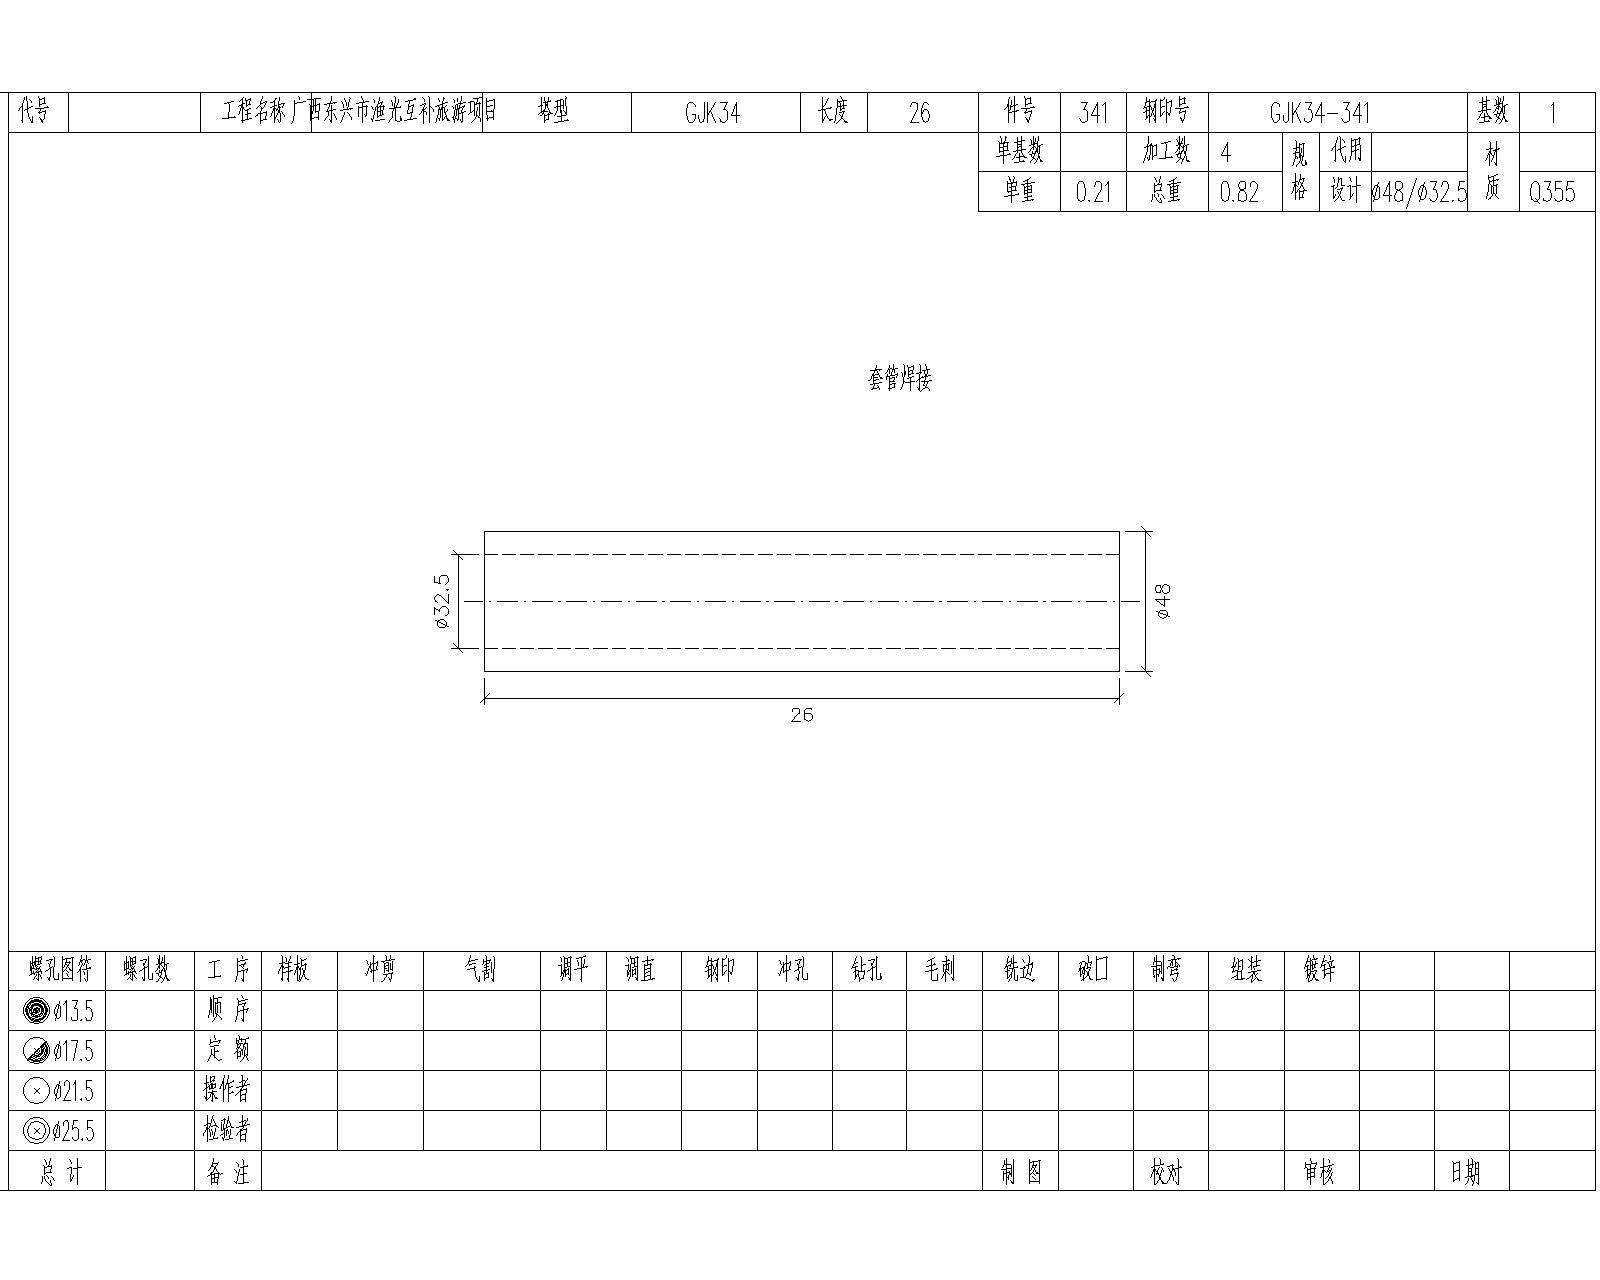 代号 工程名称 广西东兴市渔光互补旅游项目 塔型 GJK34 长度 26 件号 341 钢印号 GJK34-341 基数 1
单基数 加工数 4 规格 代用 材质
单重 0.21 总重 0.82 设计 ø48/ø32.5 Q355
套管焊接
ø32.5
ø48
26
螺孔图符 螺孔数 工序 样板 冲剪 气割 调平 调直 钢印 冲孔 钻孔 毛刺 铣边 破口 制弯 组装 镀锌
ø13.5 顺序
ø17.5 定额
ø21.5 操作者
ø25.5 检验者
总计 备注 制图 校对 审核 日期